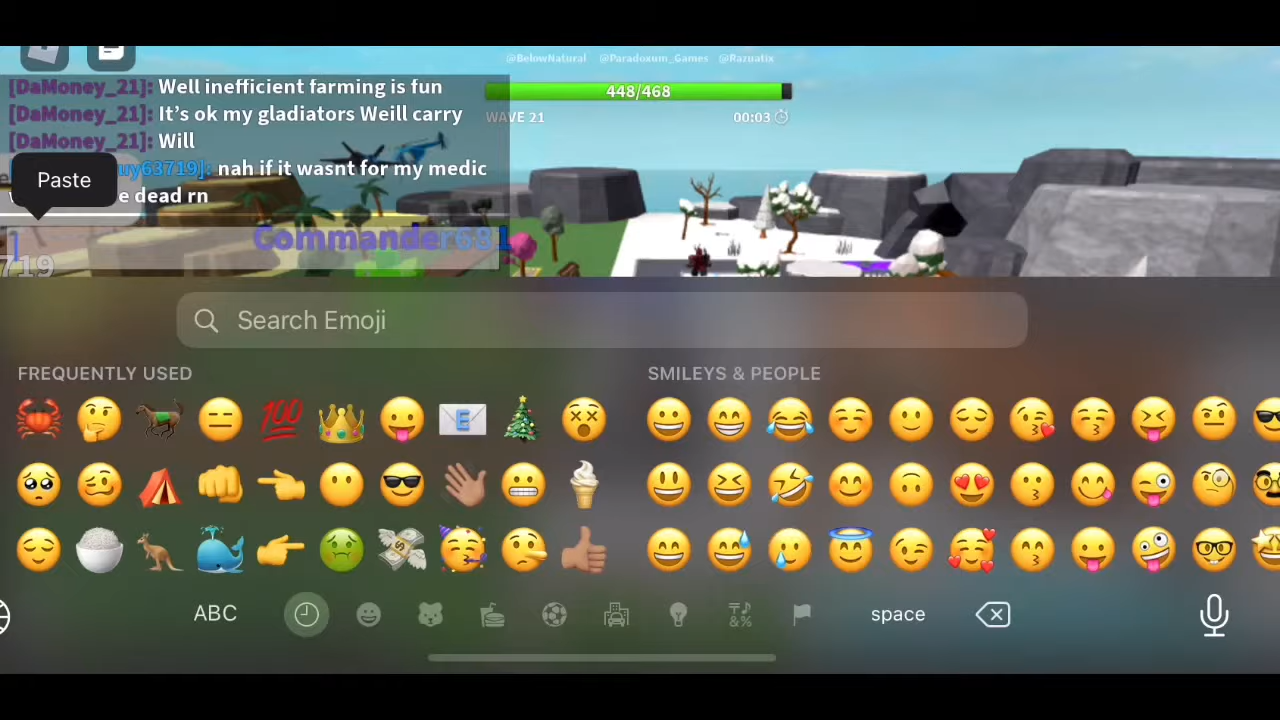 @BelowNatural @Paradoxum_Games @Razuatix
[DaMoney_21]: Well inefficient farming is fun
448/468
[DaMoney_21]: It's ok my gladiators Weill carry
WAVE 21 00:03
[DaMoney_21]: Will
uy63719]: nah if it wasnt for my medic
Paste
e dead rn
Commander681
719
Search Emoji
FREQUENTLY USED SMILEYS & PEOPLE
100
E
ABC
space